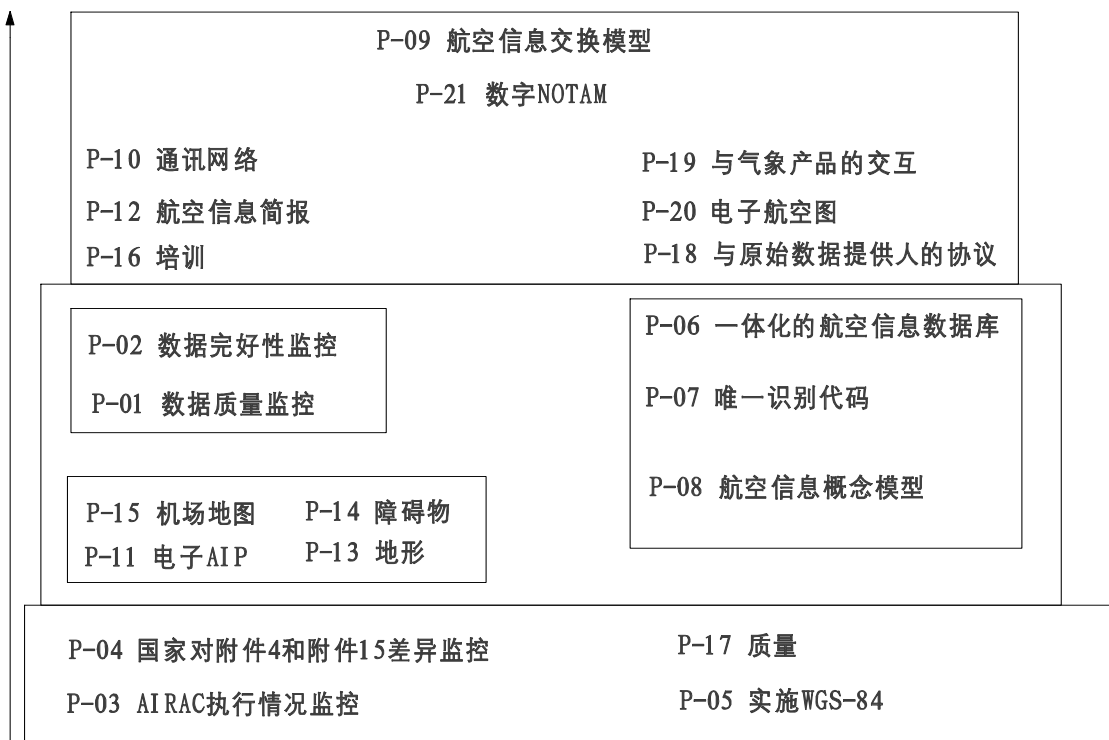 P-09 航空信息交换模型
P-21 数字NOTAM
P-10 通讯网络
P-19 与气象产品的交互
P-12 航空信息简报
P-20 电子航空图
P-16 培训
P-18 与原始数据提供人的协议
P-02 数据完好性监控
P-01 数据质量监控
P-06 一体化的航空信息数据库
P-07 唯一识别代码
P-08 航空信息概念模型
P-15 机场地图
P-14 障碍物
P-11 电子AIP
P-13 地形
P-04 国家对附件4和附件15差异监控
P-17 质量
P-03 AIRAC执行情况监控
P-05 实施WGS-84